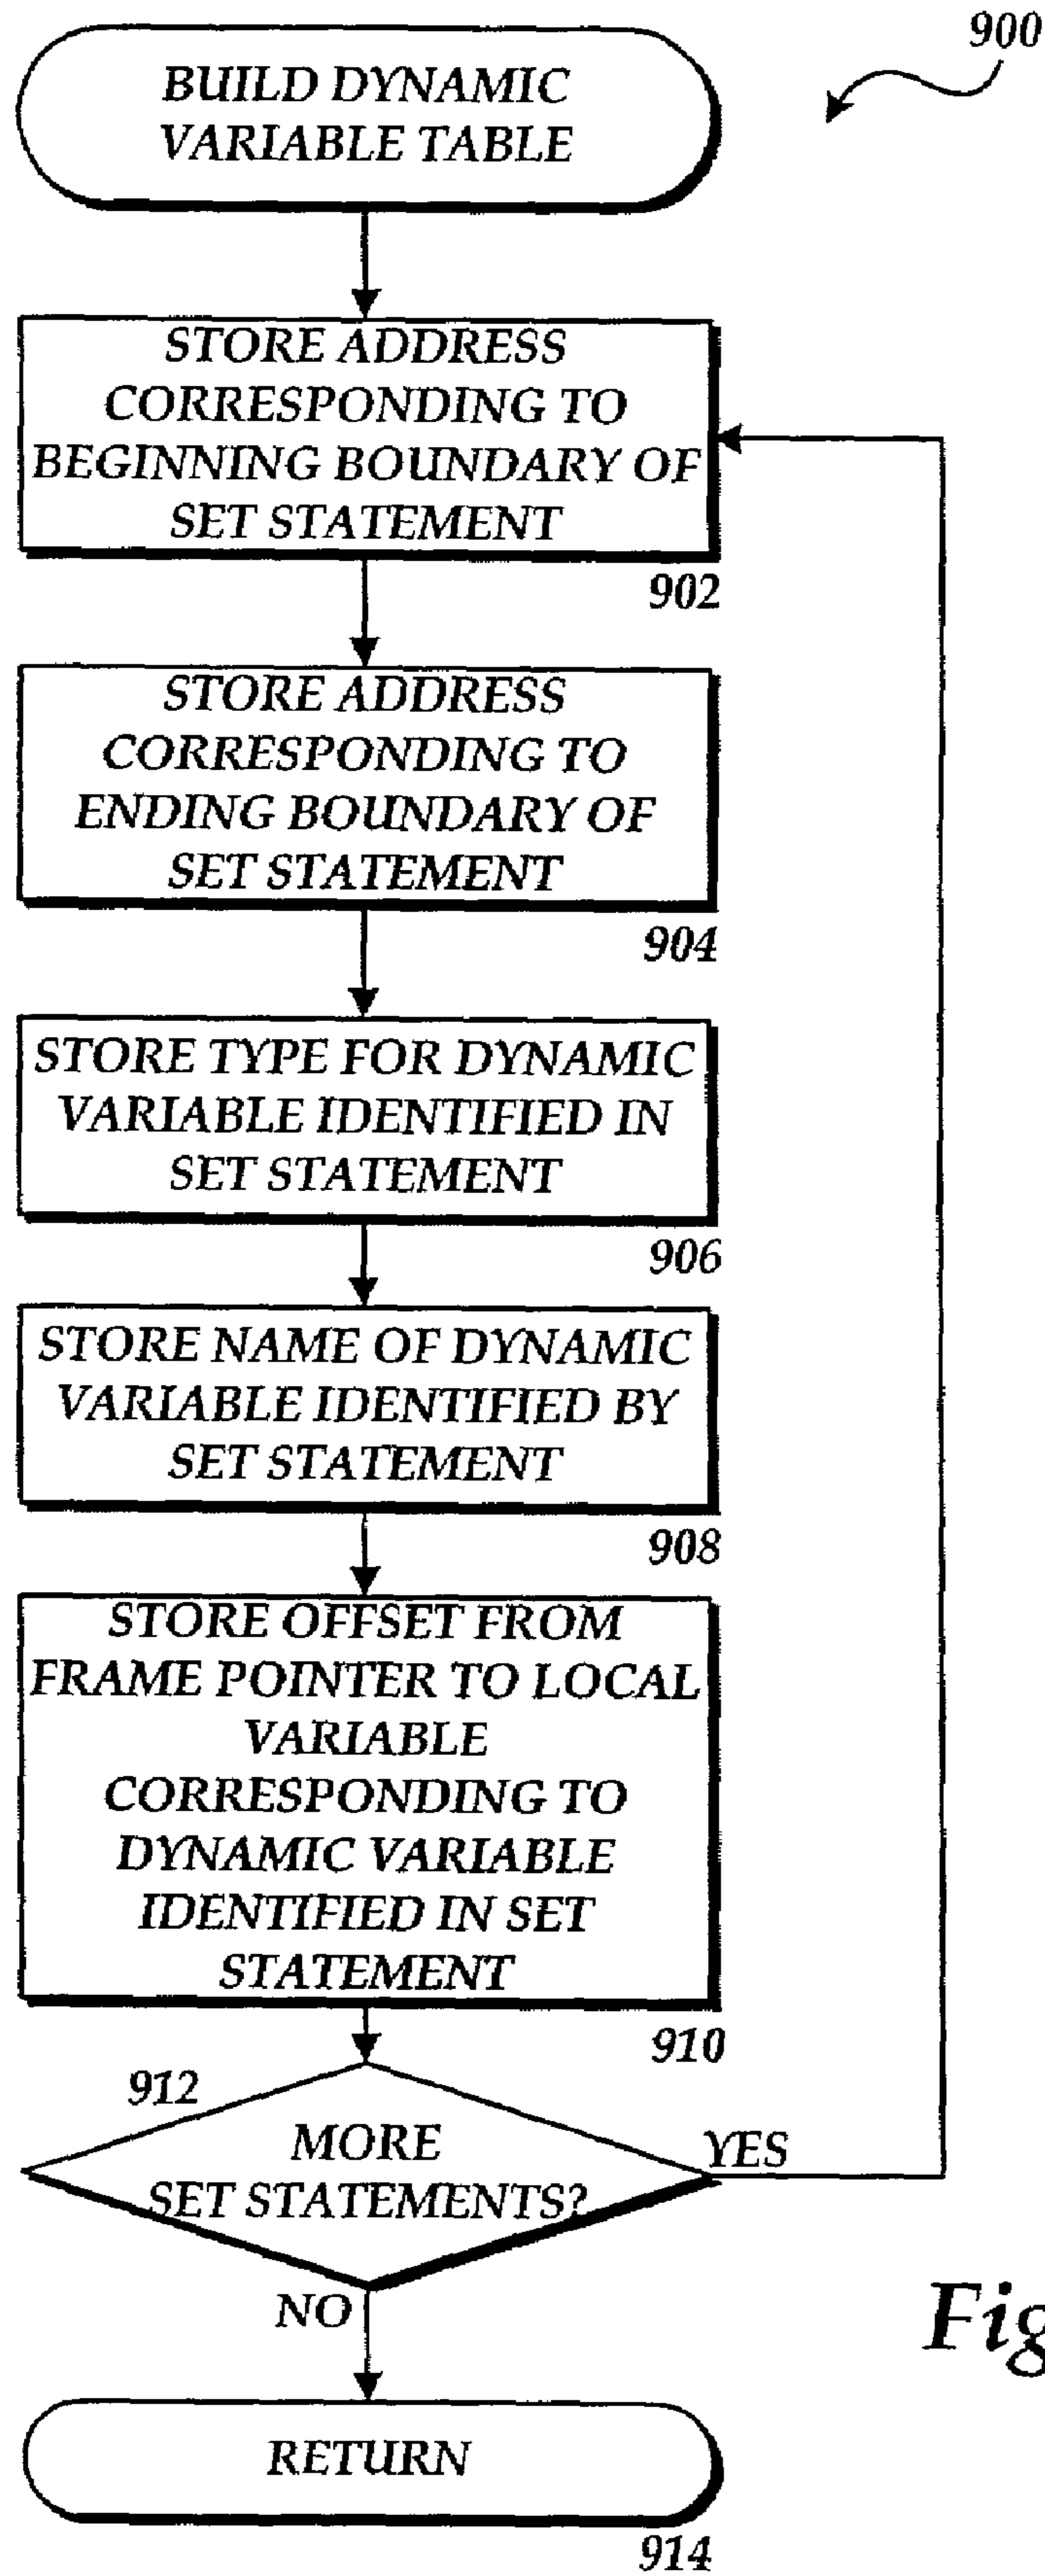 900
BUILD DYNAMIC
VARIABLE TABLE
STORE ADDRESS
CORRESPONDING TO
BEGINNING BOUNDARY OF
SET STATEMENT
902
STORE ADDRESS
CORRESPONDING TO
ENDING BOUNDARY OF
SET STATEMENT
904
STORE TYPE FOR DYNAMIC
VARIABLE IDENTIFIED IN
SET STATEMENT
906
STORE NAME OF DYNAMIC
VARIABLE IDENTIFIED BY
SET STATEMENT
908
STORE OFFSET FROM
FRAME POINTER TO LOCAL
VARIABLE
CORRESPONDING TO
DYNAMIC VARIABLE
IDENTIFIED IN SET
STATEMENT
910
912
MORE
SET STATEMENTS?
YES
NO
Fig
RETURN
914